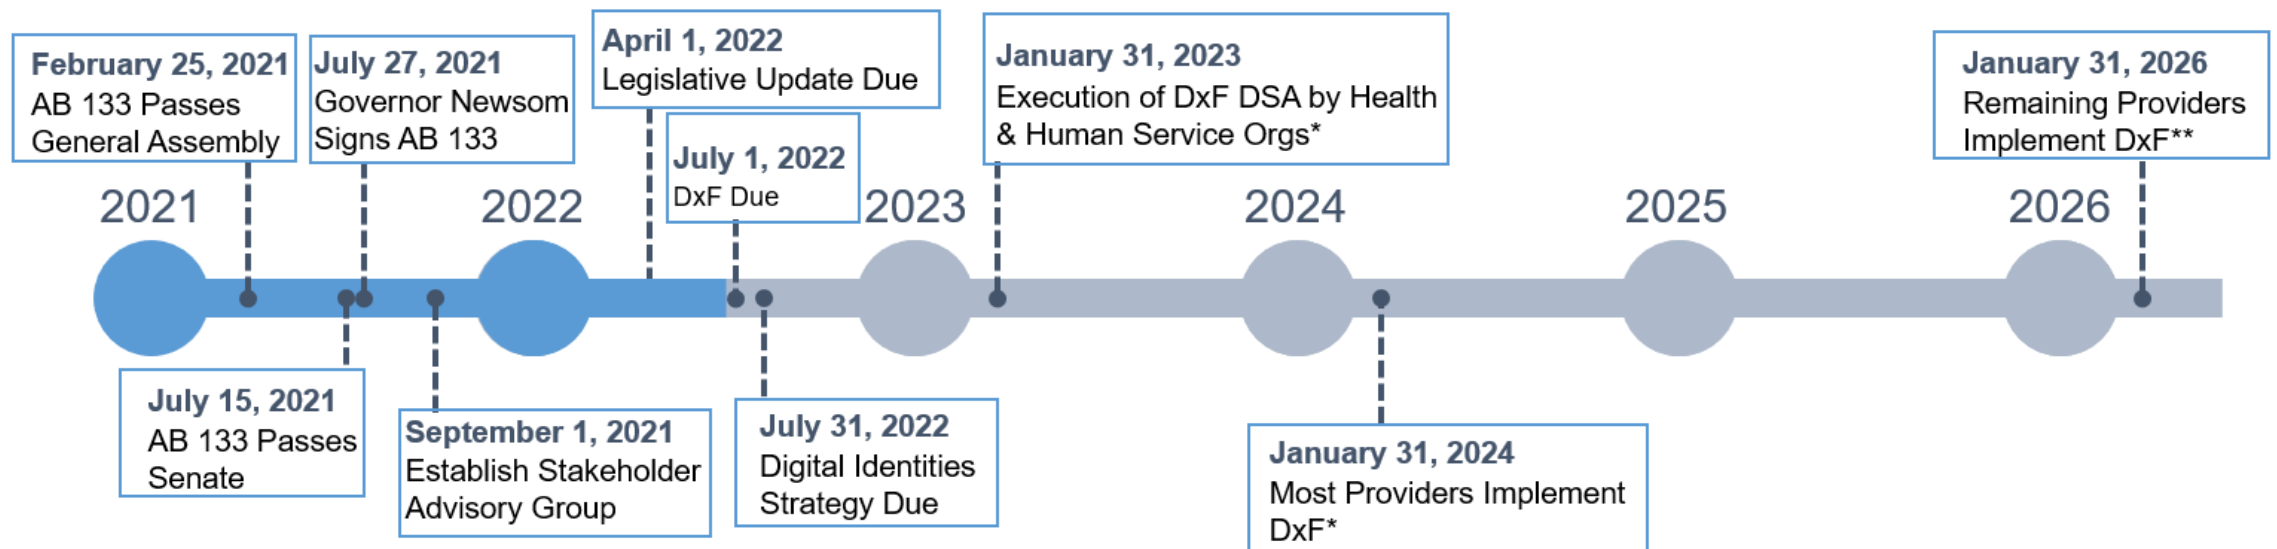 February 25, 2021
AB 133 Passes
General Assembly
July 27, 2021
Governor Newsom
Signs AB 133
April 1, 2022
Legislative Update Due
July 1, 2022
DxF Due
January 31, 2023
Execution of DxF DSA by Health
& Human Service Orgs*
January 31, 2026
Remaining Providers
Implement DxF**
2021
2022
2023
2024
2025
2026
July 15, 2021
AB 133 Passes
Senate
September 1, 2021
Establish Stakeholder
Advisory Group
July 31, 2022
Digital Identities
Strategy Due
January 31, 2024
Most Providers Implement
DxF*